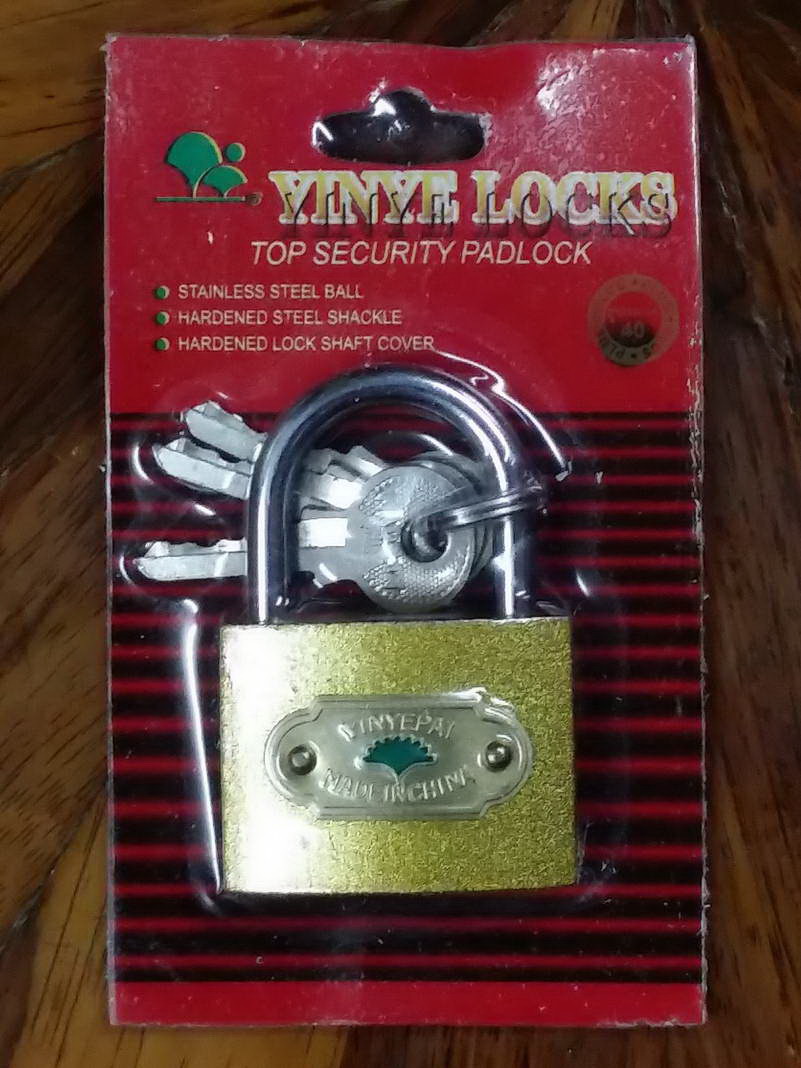 YINYE LOCKS
TOP SECURITY PADLOCK
STAINLESS STEEL BALL
HARDENED STEEL SHACKLE
HARDENED LOCK SHAFT COVER
40
YINYEPAI
MADE IN CHINA